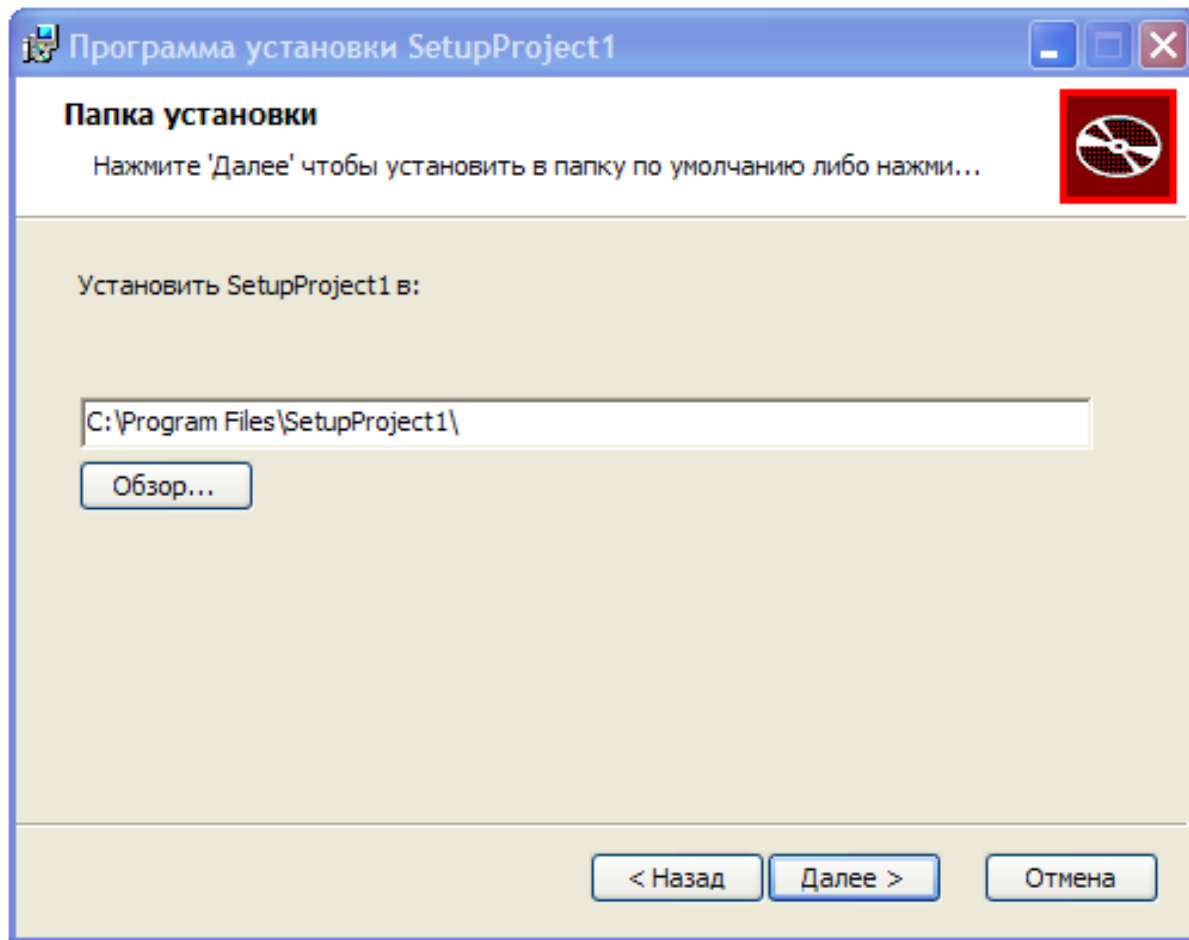 Программа установки SetupProject1
Папка установки
Нажмите 'Далее' чтобы установить в папку по умолчанию либо нажми...
Установить SetupProject1 в:
C:\Program Files\SetupProject1\
Обзор...
< Назад
Далее >
Отмена